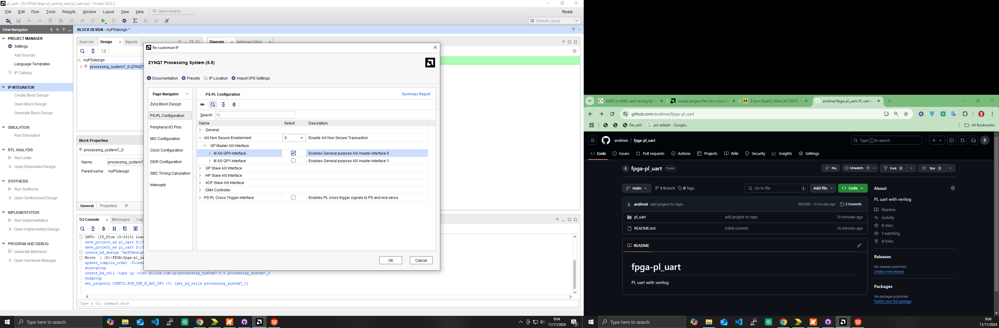 pl_uart - [D:/FPGA/fpga-pl_uart/pl_uart/pl_uart.xpr] - Vivado 2023.2
File Edit Flow Tools Reports Window Layout View Help Quick Access
Ready
Default Layout
Flow Navigator
PROJECT MANAGER
Settings
Add Sources
Language Templates
IP Catalog
IP INTEGRATOR
Create Block Design
Open Block Design
Generate Block Design
SIMULATION
Run Simulation
RTL ANALYSIS
Run Linter
Open Elaborated Design
SYNTHESIS
Run Synthesis
Open Synthesized Design
IMPLEMENTATION
Run Implementation
Open Implemented Design
PROGRAM AND DEBUG
Generate Bitstream
Open Hardware Manager
BLOCK DESIGN - myPSdesign *
Sources Design Signals
Diagram Address Editor
myPSdesign
processing_system7_0 (ZYNQ7
Block Properties
processing_system7_0
Name: processing_system7_
Parent name: myPSdesign
General Properties IP
Re-customize IP
ZYNQ7 Processing System (5.5)
Documentation Presets IP Location Import XPS Settings
Page Navigator
Zynq Block Design
PS-PL Configuration
Peripheral I/O Pins
MIO Configuration
Clock Configuration
DDR Configuration
SMC Timing Calculation
Interrupts
PS-PL Configuration
Summary Report
Search:
Name Select Description
General
AXI Non Secure Enablement 0 Enable AXI Non Secure Transaction
GP Master AXI Interface
M AXI GP0 interface Enables General purpose AXI master interface 0
M AXI GP1 interface Enables General purpose AXI master interface 1
GP Slave AXI Interface
HP Slave AXI Interface
ACP Slave AXI Interface
DMA Controller
PS-PL Cross Trigger interface Enables PL cross trigger signals to PS and vice-versa
OK Cancel
Tcl Console Messages Log
INFO: [IP_Flow 19-2313] Load
save_project_as pl_uart D:/
save_project_as pl_uart D:/
create_bd_design "myPSdesign
Wrote : <D:\FPGA\fpga-pl_ua
update_compile_order -filese
startgroup
create_bd_cell -type ip -vlnv xilinx.com:ip:processing_system7:5.5 processing_system7_0
endgroup
set_property CONFIG.PCW_USE_M_AXI_GP0 {0} [get_bd_cells processing_system7_0]
Type a Tcl command here
Type here to search
9:04
11/11/2024
5
UART in VHDL and Verilog for
vivado project files for z-turn b
Z-turn Board | Xilinx XC7Z010,
andimei/fpga-pl_uart: PL uart w
github.com/andimei/fpga-pl_uart
file_edit
pin adalah - Google...
All Bookmarks
andimei / fpga-pl_uart
Type / to search
Code Issues Pull requests Actions Projects Wiki Security Insights Settings
fpga-pl_uart Public
Pin Unwatch 1 Fork 0 Star 0
main 1 Branch 0 Tags
Go to file t Add file Code
andimei add project to repo 8833480 · 10 minutes ago 2 Commits
pl_uart add project to repo 10 minutes ago
README.md Initial commit 16 minutes ago
README
fpga-pl_uart
PL uart with verilog
About
PL uart with verilog
Readme
Activity
0 stars
1 watching
0 forks
Releases
No releases published
Create a new release
Packages
No packages published
Publish your first package
Type here to search
9:04
11/11/2024